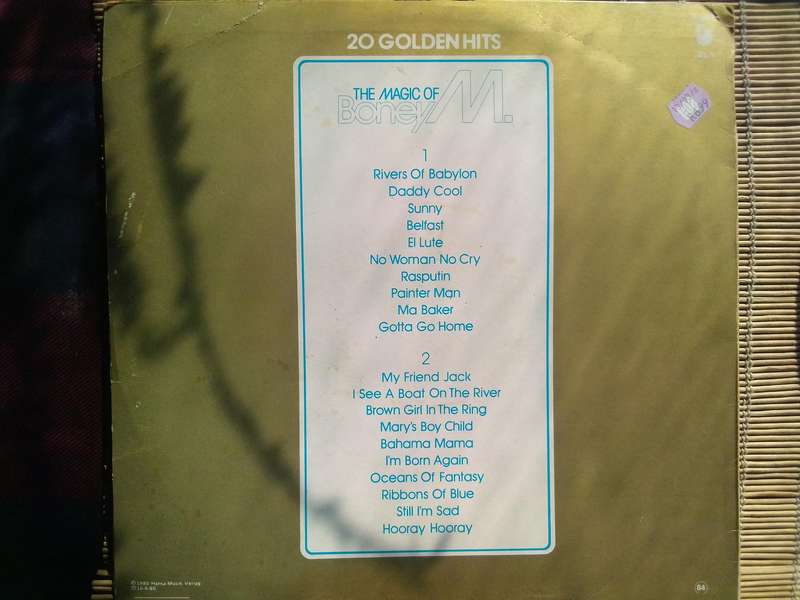 20 GOLDEN HITS
THE MAGIC OF
Boney M.
1
Rivers Of Babylon
Daddy Cool
Sunny
Belfast
El Lute
No Woman No Cry
Rasputin
Painter Man
Ma Baker
Gotta Go Home
2
My Friend Jack
I See A Boat On The River
Brown Girl In The Ring
Mary's Boy Child
Bahama Mama
I'm Born Again
Oceans Of Fantasy
Ribbons Of Blue
Still I'm Sad
Hooray Hooray
84